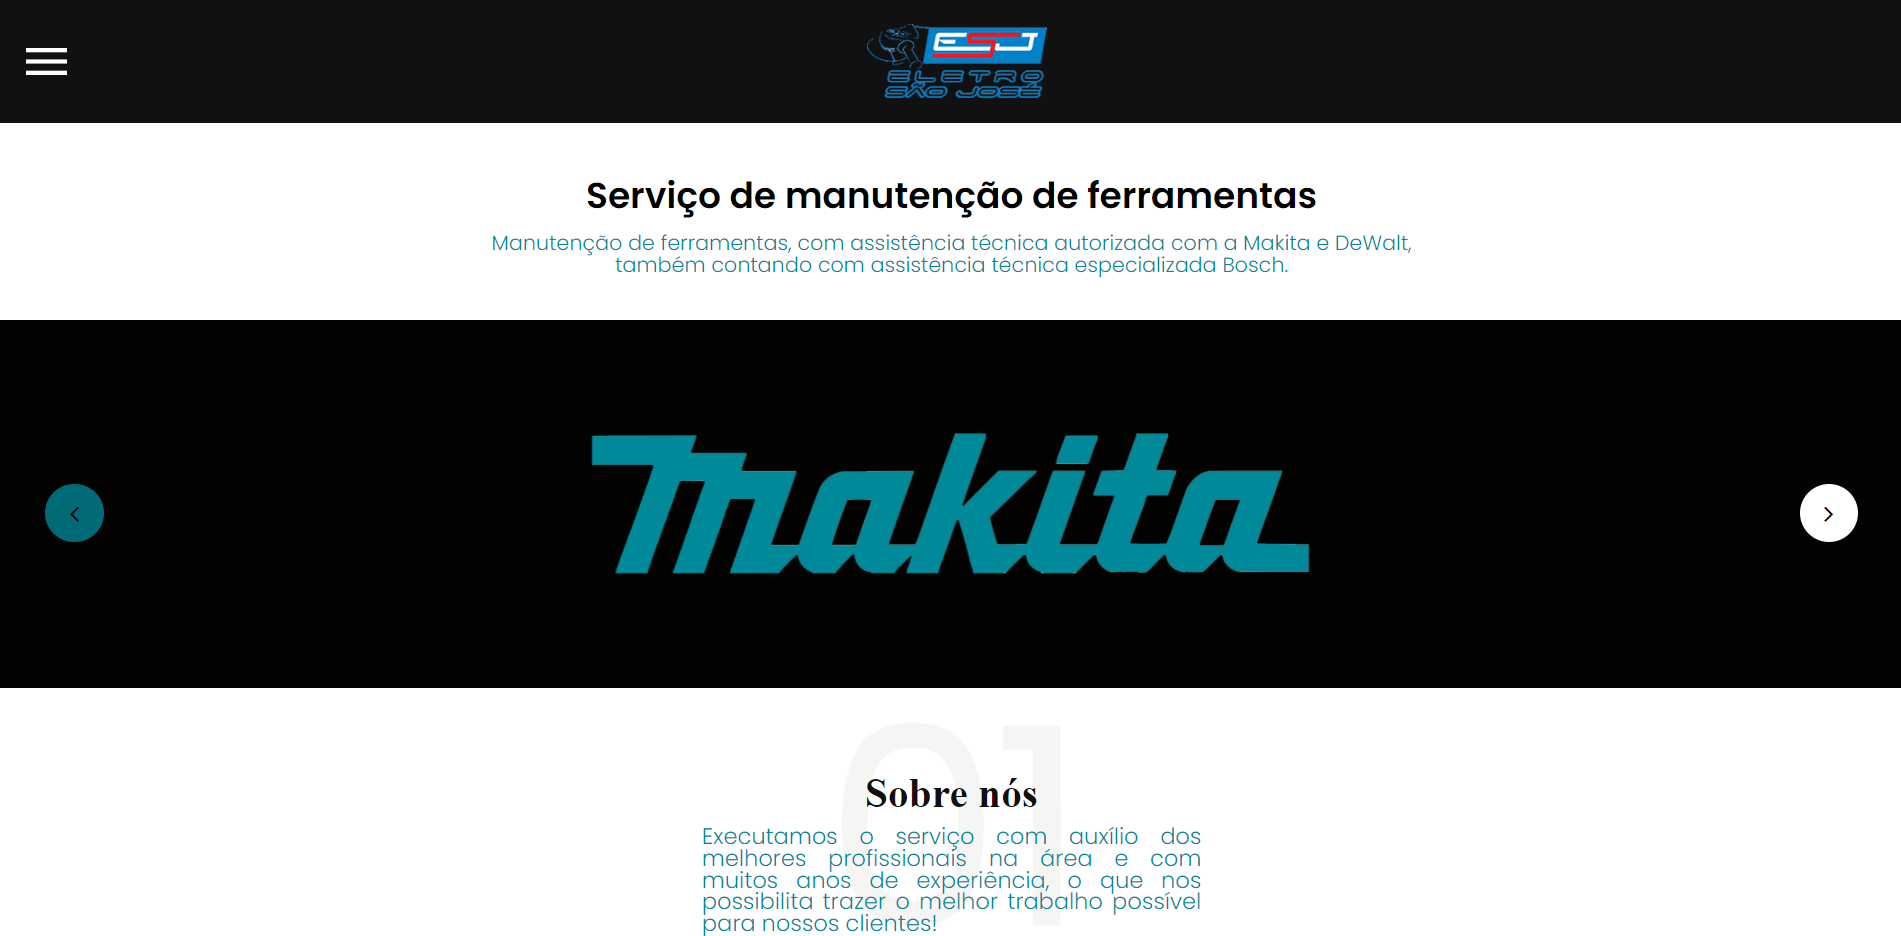 ESJ
ELETRO
SÃO JOSÉ
Serviço de manutenção de ferramentas
Manutenção de ferramentas, com assistência técnica autorizada com a Makita e DeWalt,
também contando com assistência técnica especializada Bosch.
makita
01
Sobre nós
Executamos o serviço com auxílio dos
melhores profissionais na área e com
muitos anos de experiência, o que nos
possibilita trazer o melhor trabalho possível
para nossos clientes!